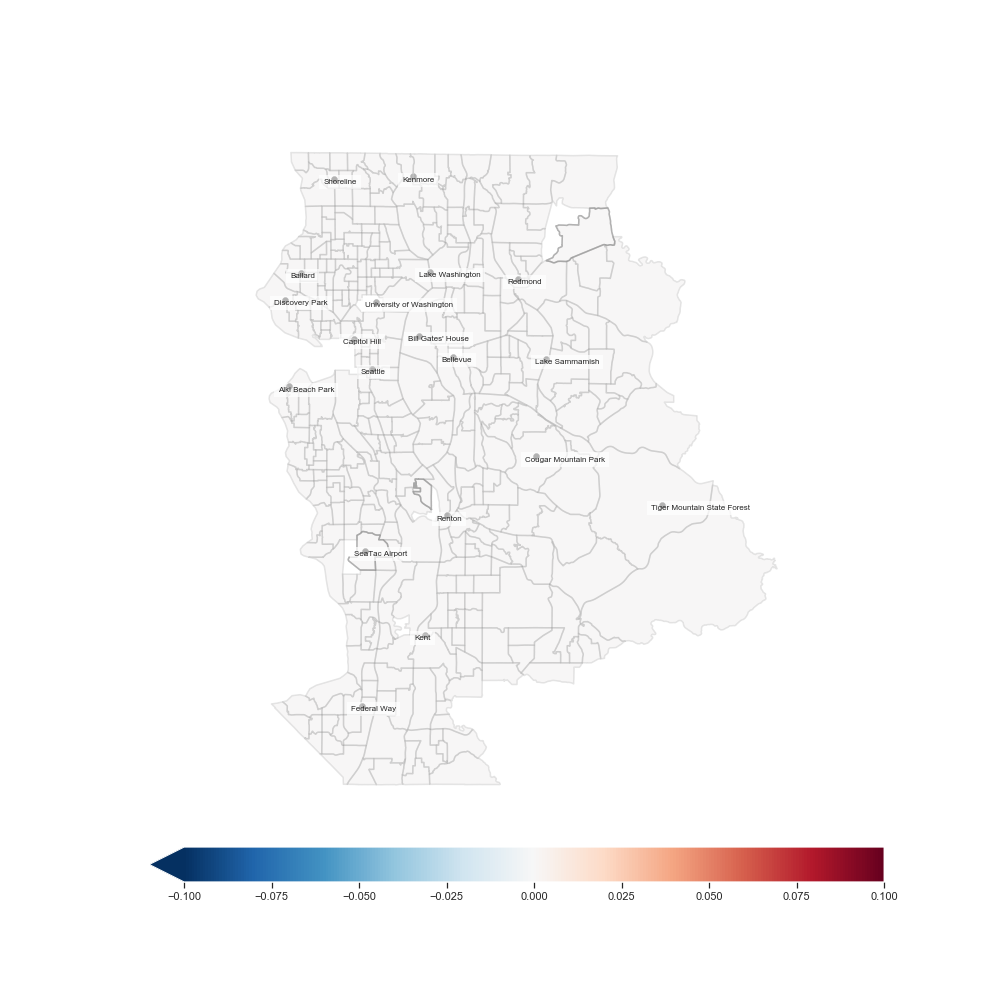 Shoreline
Kenmore
Ballard
Lake Washington
Redmond
Discovery Park
University of Washington
Capitol Hill
Bill Gates' House
Bellevue
Lake Sammamish
Seattle
Alki Beach Park
Cougar Mountain Park
Tiger Mountain State Forest
Renton
SeaTac Airport
Kent
Federal Way
−0.100 −0.075 −0.050 −0.025 0.000 0.025 0.050 0.075 0.100